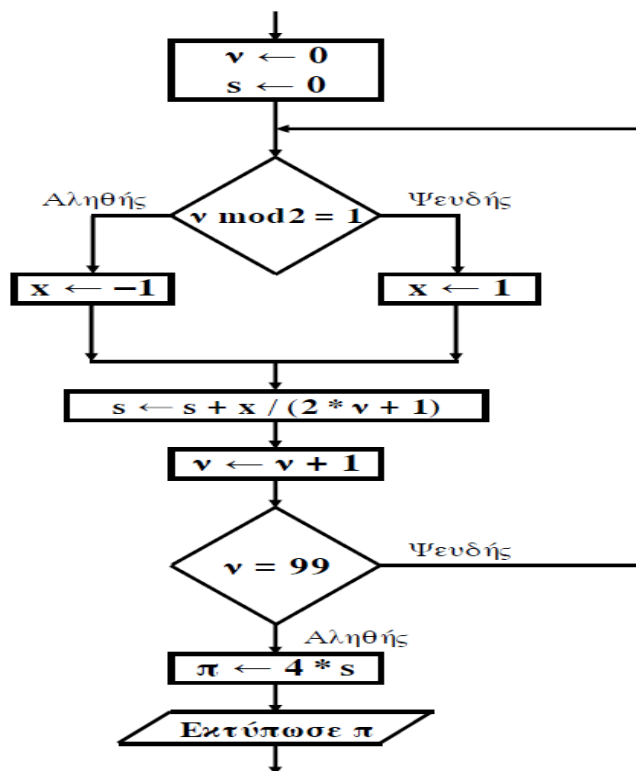 ν ← 0
s ← 0
Αληθής
ν mod2 = 1
Ψευδής
x ← −1
x ← 1
s ← s + x / (2 * ν + 1)
ν ← ν + 1
ν = 99
Ψευδής
Αληθής
π ← 4 * s
Εκτύπωσε π